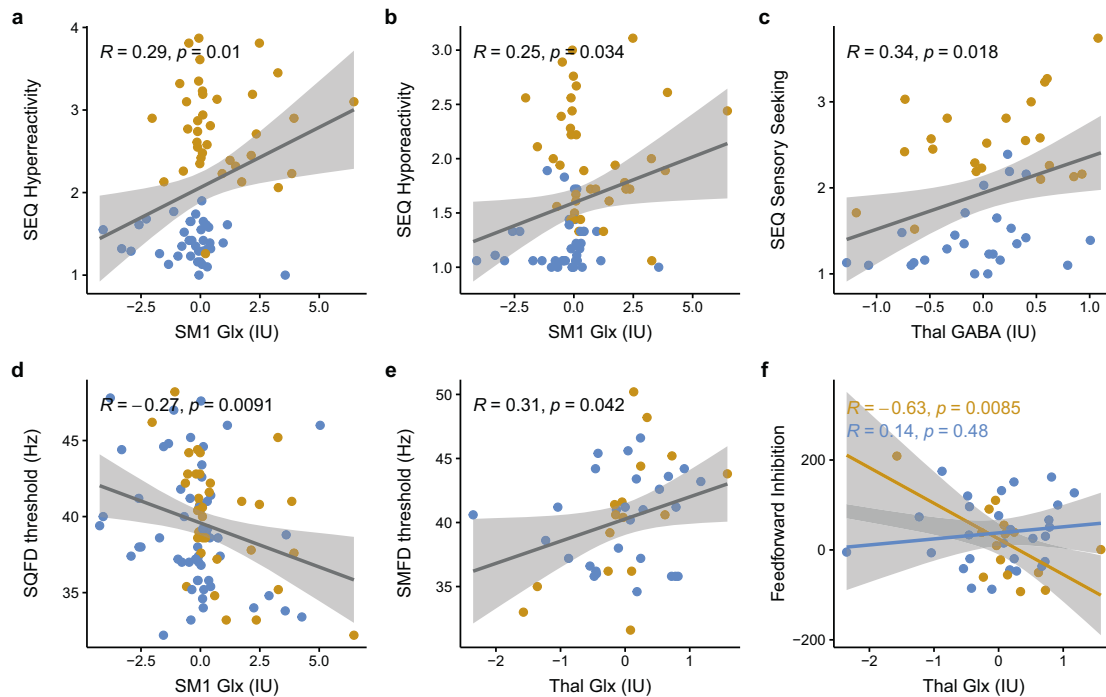 a
R = 0.29, p = 0.01
SEQ Hyperreactivity
4
3
2
1
−2.5 0.0 2.5 5.0
SM1 Glx (IU)
b
R = 0.25, p = 0.034
SEQ Hyporeactivity
3.0
2.5
2.0
1.5
1.0
−2.5 0.0 2.5 5.0
SM1 Glx (IU)
c
R = 0.34, p = 0.018
SEQ Sensory Seeking
3
2
1
−1.0 −0.5 0.0 0.5 1.0
Thal GABA (IU)
d
R = −0.27, p = 0.0091
SQFD threshold (Hz)
45
40
35
−2.5 0.0 2.5 5.0
SM1 Glx (IU)
e
R = 0.31, p = 0.042
SMFD threshold (Hz)
50
45
40
35
−2 −1 0 1
Thal Glx (IU)
f
R = −0.63, p = 0.0085
R = 0.14, p = 0.48
Feedforward Inhibition
200
0
−200
−2 −1 0 1
Thal Glx (IU)